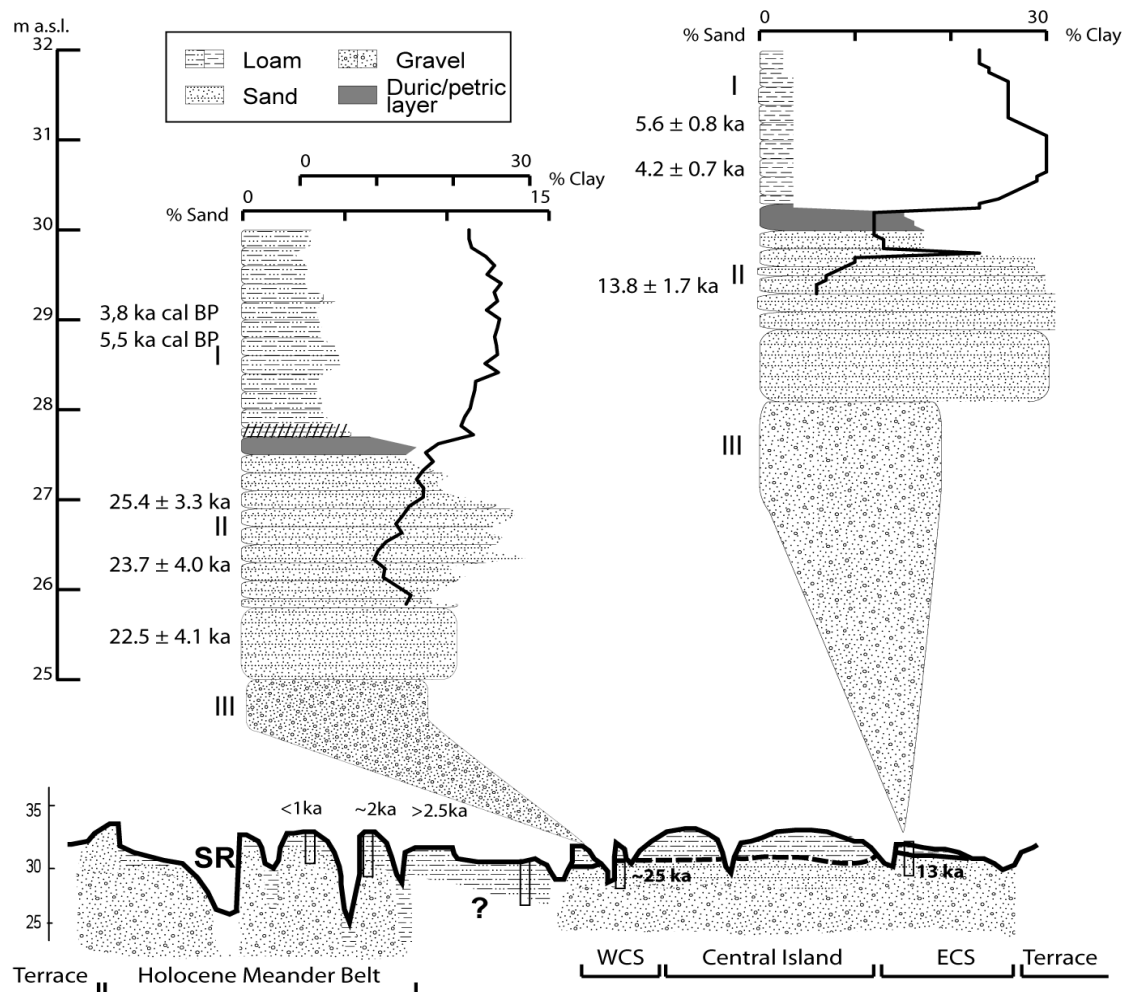 m a.s.l.
32
31
30
29
28
27
26
25
Loam
Gravel
Sand
Duric/petric
layer
0 30
% Clay
% Sand
0 15
3,8 ka cal BP
5,5 ka cal BP
I
25.4 ± 3.3 ka
II
23.7 ± 4.0 ka
22.5 ± 4.1 ka
III
0 30
% Sand % Clay
I
5.6 ± 0.8 ka
4.2 ± 0.7 ka
II
13.8 ± 1.7 ka
III
35
30
25
<1ka ~2ka >2.5ka
SR
~25 ka
13 ka
?
WCS Central Island ECS Terrace
Terrace Holocene Meander Belt